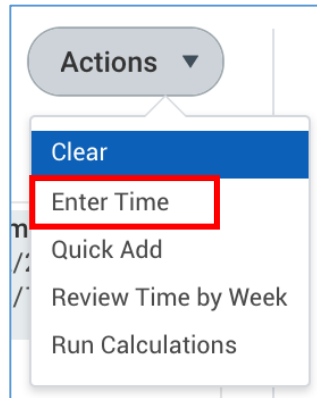 Actions
Clear
Enter Time
Quick Add
Review Time by Week
Run Calculations